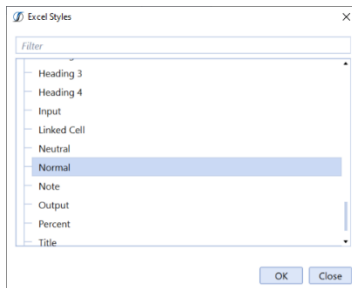 Excel Styles
Filter
Heading 3
Heading 4
Input
Linked Cell
Neutral
Normal
Note
Output
Percent
Title
OK
Close